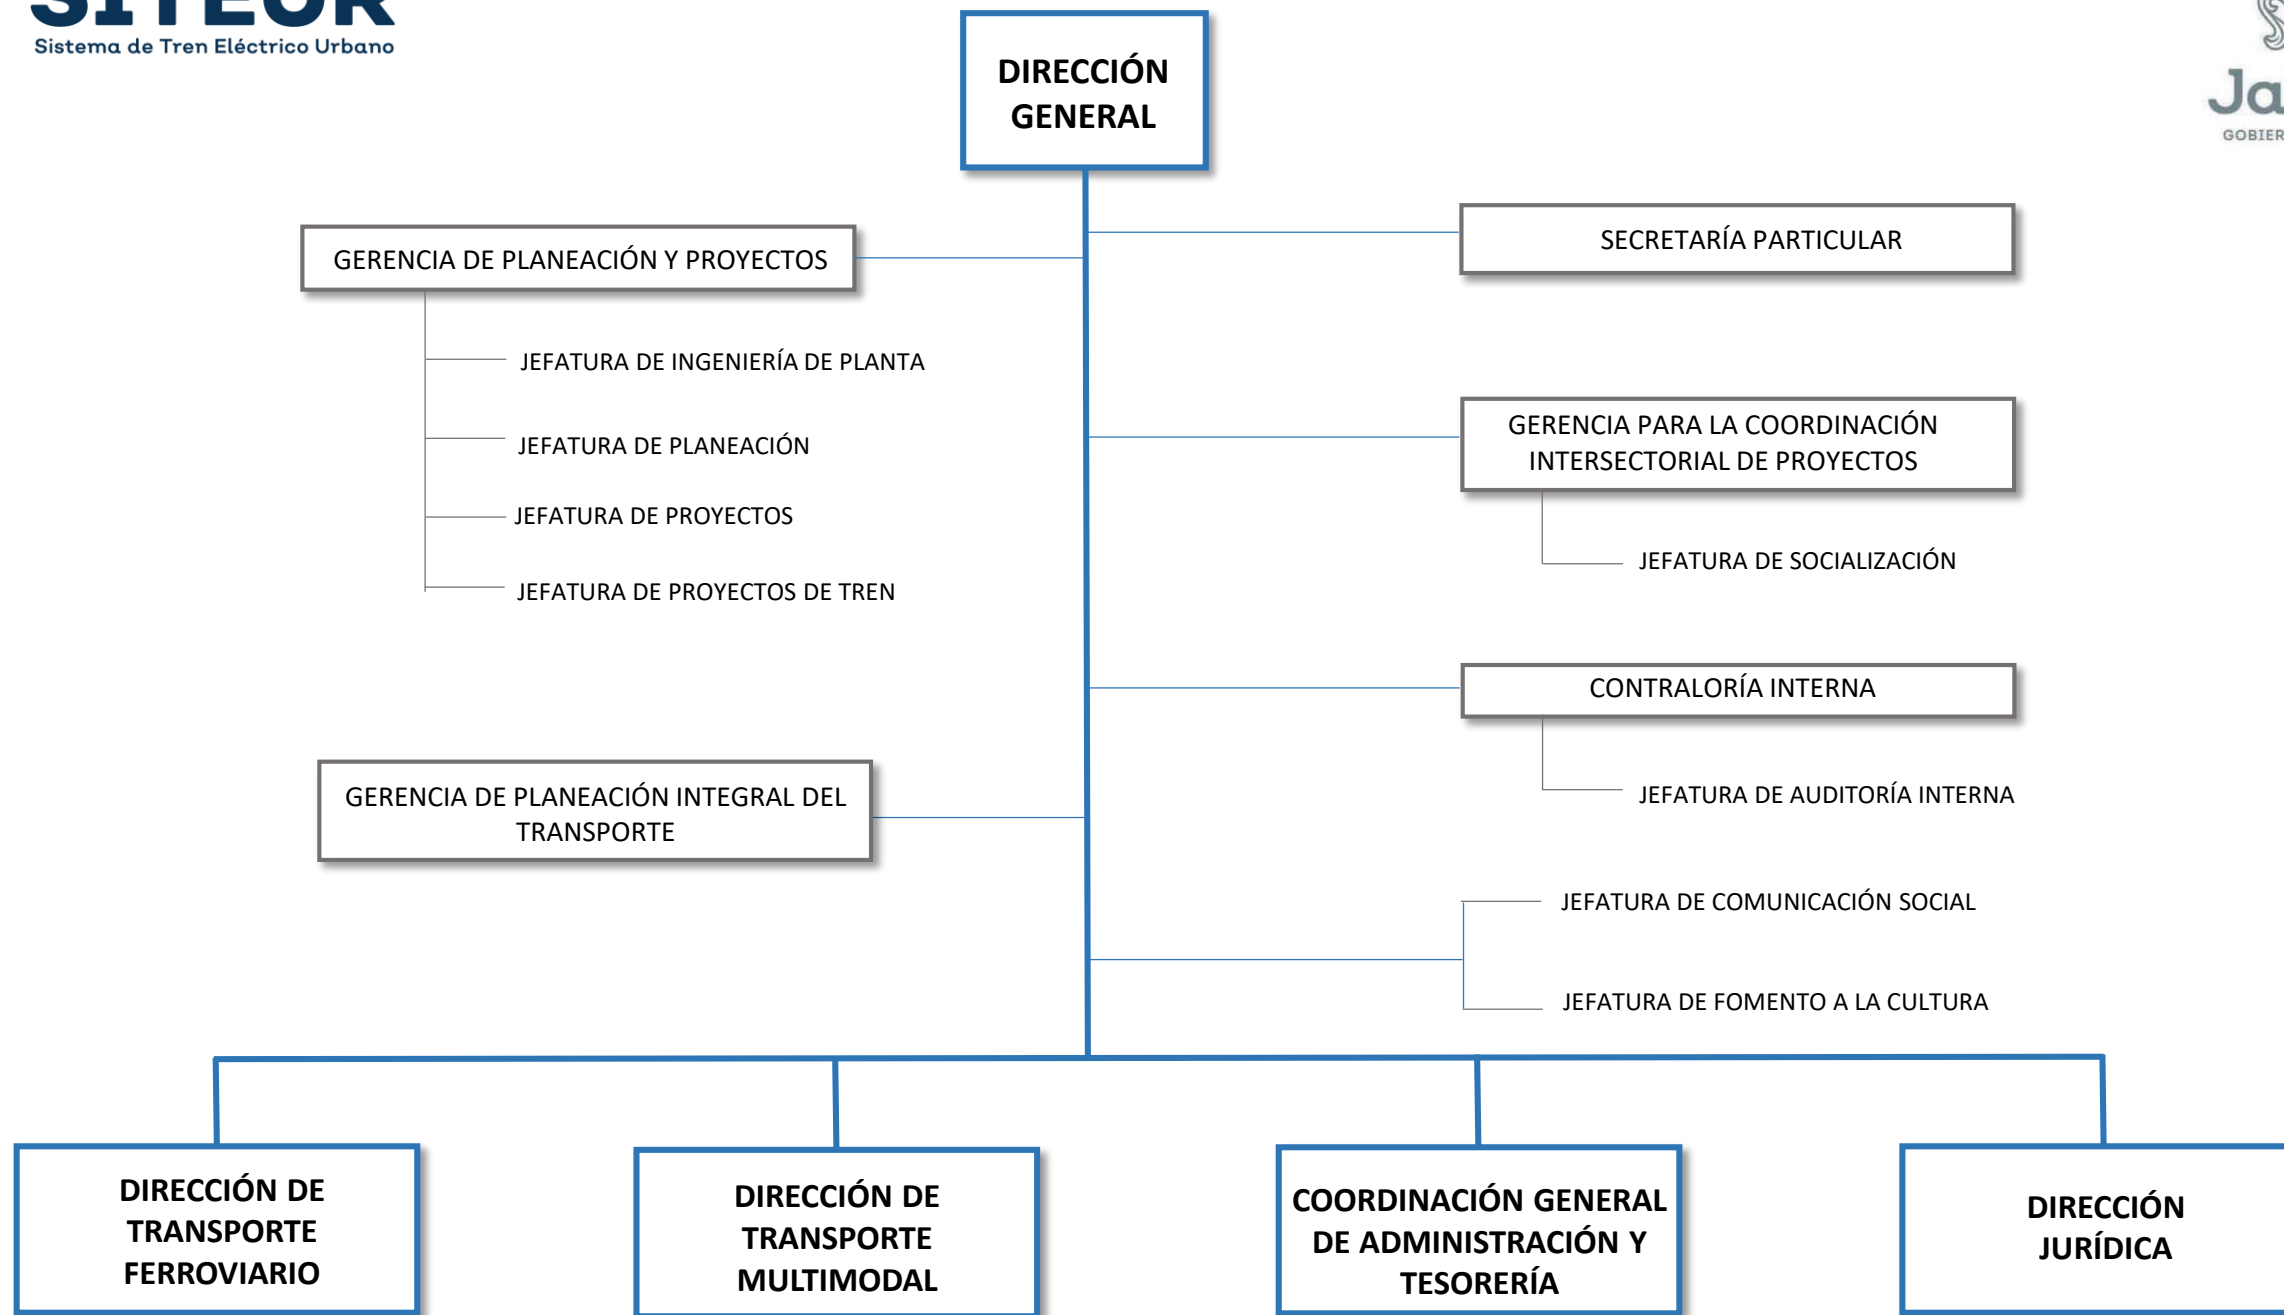 SITEUR
Sistema de Tren Eléctrico Urbano
DIRECCIÓN
GENERAL
GERENCIA DE PLANEACIÓN Y PROYECTOS
JEFATURA DE INGENIERÍA DE PLANTA
JEFATURA DE PLANEACIÓN
JEFATURA DE PROYECTOS
JEFATURA DE PROYECTOS DE TREN
SECRETARÍA PARTICULAR
GERENCIA PARA LA COORDINACIÓN
INTERSECTORIAL DE PROYECTOS
JEFATURA DE SOCIALIZACIÓN
CONTRALORÍA INTERNA
JEFATURA DE AUDITORÍA INTERNA
GERENCIA DE PLANEACIÓN INTEGRAL DEL
TRANSPORTE
JEFATURA DE COMUNICACIÓN SOCIAL
JEFATURA DE FOMENTO A LA CULTURA
DIRECCIÓN DE
TRANSPORTE
FERROVIARIO
DIRECCIÓN DE
TRANSPORTE
MULTIMODAL
COORDINACIÓN GENERAL
DE ADMINISTRACIÓN Y
TESORERÍA
DIRECCIÓN
JURÍDICA